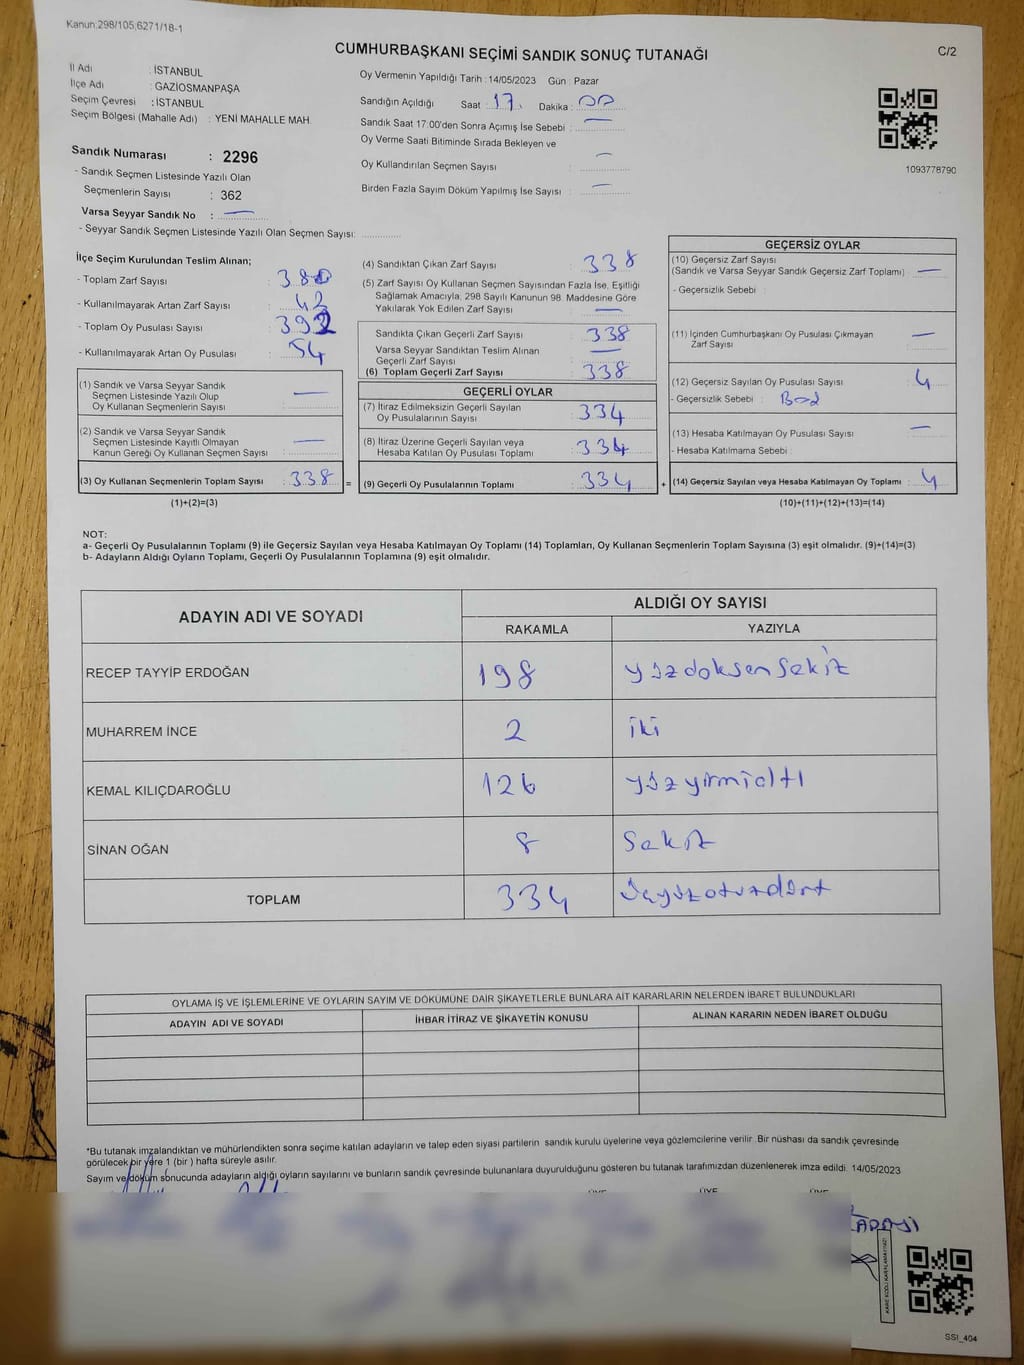 Kanun:298/105,6271/18-1
CUMHURBAŞKANI SEÇİMİ SANDIK SONUÇ TUTANAĞI
C/2
İl Adı : İSTANBUL
İlçe Adı : GAZİOSMANPAŞA
Seçim Çevresi : İSTANBUL
Seçim Bölgesi (Mahalle Adı) : YENİ MAHALLE MAH.
Sandık Numarası : 2296
- Sandık Seçmen Listesinde Yazılı Olan
Seçmenlerin Sayısı : 362
Varsa Seyyar Sandık No : —
- Seyyar Sandık Seçmen Listesinde Yazılı Olan Seçmen Sayısı:
Oy Vermenin Yapıldığı Tarih : 14/05/2023 Gün : Pazar
Sandığın Açıldığı Saat : 17. Dakika : 00
Sandık Saat 17:00'den Sonra Açımış İse Sebebi : —
Oy Verme Saati Bitiminde Sırada Bekleyen ve
Oy Kullandırılan Seçmen Sayısı : —
Birden Fazla Sayım Döküm Yapılmış İse Sayısı : —
1093778790
İlçe Seçim Kurulundan Teslim Alınan;
- Toplam Zarf Sayısı : 380
- Kullanılmayarak Artan Zarf Sayısı : 42
- Toplam Oy Pusulası Sayısı : 392
- Kullanılmayarak Artan Oy Pusulası : 54
(1) Sandık ve Varsa Seyyar Sandık
Seçmen Listesinde Yazılı Olup
Oy Kullanan Seçmenlerin Sayısı : —
(2) Sandık ve Varsa Seyyar Sandık
Seçmen Listesinde Kayıtlı Olmayan
Kanun Gereği Oy Kullanan Seçmen Sayısı : —
(3) Oy Kullanan Seçmenlerin Toplam Sayısı : 338 =
(1)+(2)=(3)
(4) Sandıktan Çıkan Zarf Sayısı : 338
(5) Zarf Sayısı Oy Kullanan Seçmen Sayısından Fazla İse, Eşitliği
Sağlamak Amacıyla, 298 Sayılı Kanunun 98. Maddesine Göre
Yakılarak Yok Edilen Zarf Sayısı : —
Sandıkta Çıkan Geçerli Zarf Sayısı : 338
Varsa Seyyar Sandıktan Teslim Alınan
Geçerli Zarf Sayısı : —
(6) Toplam Geçerli Zarf Sayısı : 338
GEÇERLİ OYLAR
(7) İtiraz Edilmeksizin Geçerli Sayılan
Oy Pusulalarının Sayısı : 334
(8) İtiraz Üzerine Geçerli Sayılan veya
Hesaba Katılan Oy Pusulası Toplamı : 334
(9) Geçerli Oy Pusulalarının Toplamı : 334 +
GEÇERSİZ OYLAR
(10) Geçersiz Zarf Sayısı
(Sandık ve Varsa Seyyar Sandık Geçersiz Zarf Toplamı) : —
- Geçersizlik Sebebi :
(11) İçinden Cumhurbaşkanı Oy Pusulası Çıkmayan
Zarf Sayısı : —
(12) Geçersiz Sayılan Oy Pusulası Sayısı : 4
- Geçersizlik Sebebi :
(13) Hesaba Katılmayan Oy Pusulası Sayısı : —
- Hesaba Katılmama Sebebi :
(14) Geçersiz Sayılan veya Hesaba Katılmayan Oy Toplamı : 4
(10)+(11)+(12)+(13)=(14)
NOT:
a- Geçerli Oy Pusulalarının Toplamı (9) ile Geçersiz Sayılan veya Hesaba Katılmayan Oy Toplamı (14) Toplamları, Oy Kullanan Seçmenlerin Toplam Sayısına (3) eşit olmalıdır. (9)+(14)=(3)
b- Adayların Aldığı Oyların Toplamı, Geçerli Oy Pusulalarının Toplamına (9) eşit olmalıdır.
ADAYIN ADI VE SOYADI
ALDIĞI OY SAYISI
RAKAMLA YAZIYLA
RECEP TAYYİP ERDOĞAN 198 yüzdoksensekiz
MUHARREM İNCE 2 iki
KEMAL KILIÇDAROĞLU 126 yüzyirmialtı
SİNAN OĞAN 8 Sekiz
TOPLAM 334 üçyüzotuzdört
OYLAMA İŞ VE İŞLEMLERİNE VE OYLARIN SAYIM VE DÖKÜMÜNE DAİR ŞİKAYETLERLE BUNLARA AİT KARARLARIN NELERDEN İBARET BULUNDUKLARI
ADAYIN ADI VE SOYADI İHBAR İTİRAZ VE ŞİKAYETİN KONUSU ALINAN KARARIN NEDEN İBARET OLDUĞU
*Bu tutanak imzalandıktan ve mühürlendikten sonra seçime katılan adayların ve talep eden siyasi partilerin sandık kurulu üyelerine veya gözlemcilerine verilir. Bir nüshası da sandık çevresinde
görülecek bir yere 1 (bir) hafta süreyle asılır.
Sayım ve döküm sonucunda adayların aldığı oyların sayılarını ve bunların sandık çevresinde bulunanlara duyurulduğunu gösteren bu tutanak tarafımızdan düzenlenerek imza edildi. 14/05/2023
ÜYE ÜYE ÜYE
SSI_404